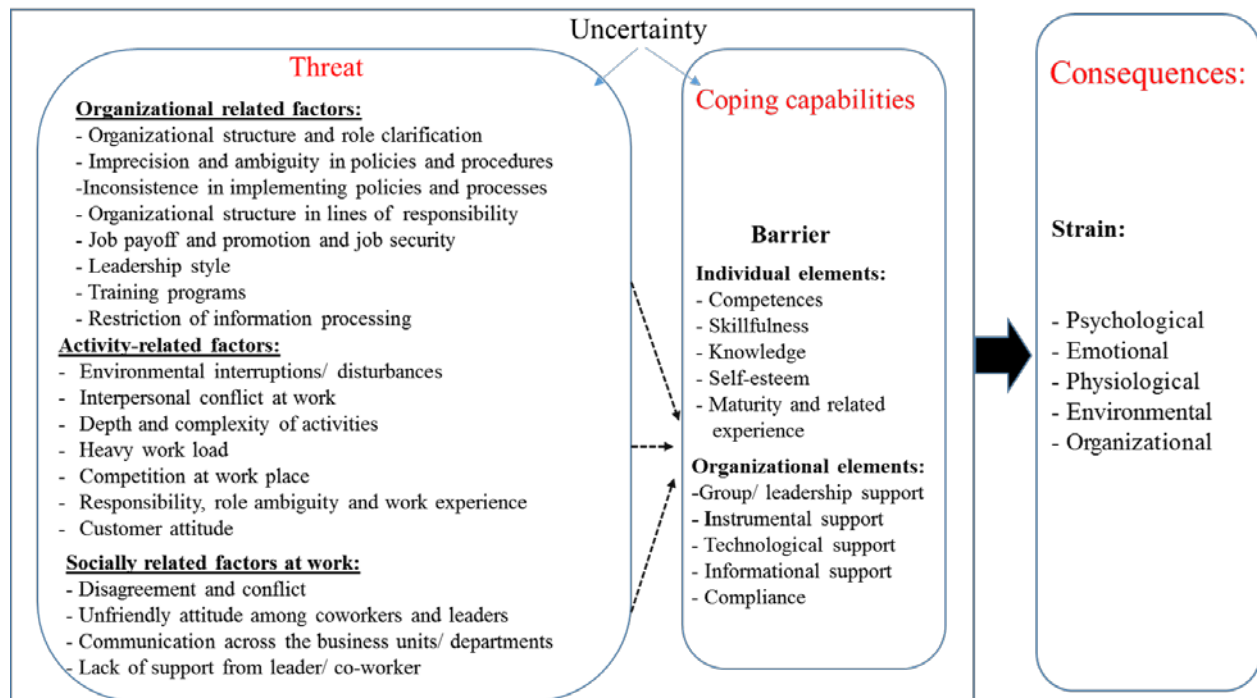 Uncertainty
Threat
Organizational related factors:
- Organizational structure and role clarification
- Imprecision and ambiguity in policies and procedures
-Inconsistence in implementing policies and processes
- Organizational structure in lines of responsibility
- Job payoff and promotion and job security
- Leadership style
- Training programs
- Restriction of information processing
Activity-related factors:
- Environmental interruptions/ disturbances
- Interpersonal conflict at work
- Depth and complexity of activities
- Heavy work load
- Competition at work place
- Responsibility, role ambiguity and work experience
- Customer attitude
Socially related factors at work:
- Disagreement and conflict
- Unfriendly attitude among coworkers and leaders
- Communication across the business units/ departments
- Lack of support from leader/ co-worker
Coping capabilities
Barrier
Individual elements:
- Competences
- Skillfulness
- Knowledge
- Self-esteem
- Maturity and related
experience
Organizational elements:
-Group/ leadership support
- Instrumental support
- Technological support
- Informational support
- Compliance
Consequences:
Strain:
- Psychological
- Emotional
- Physiological
- Environmental
- Organizational